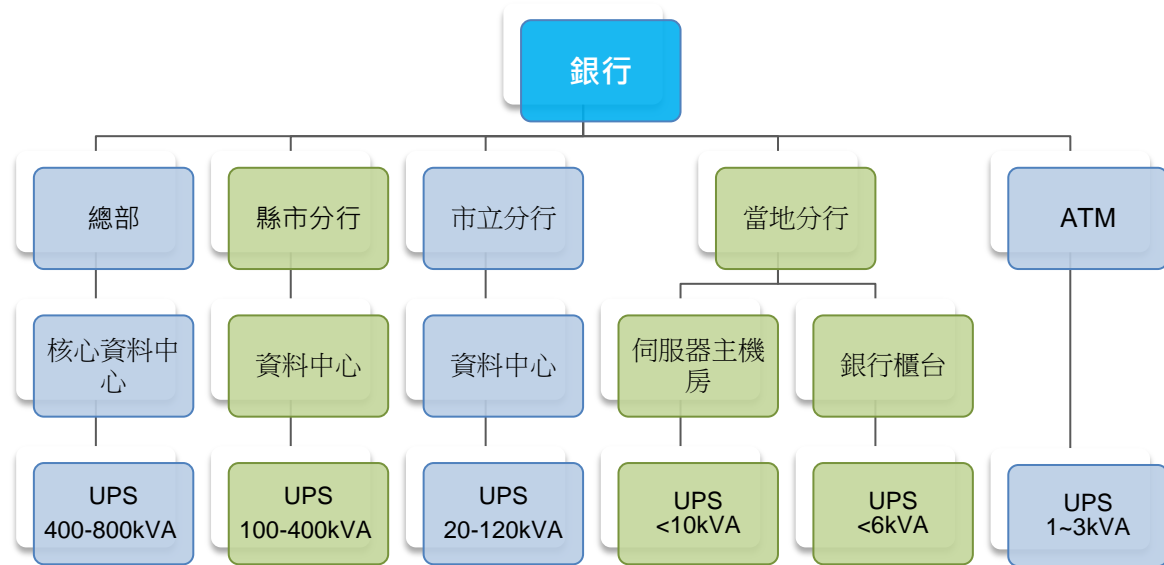 銀行
總部
縣市分行
市立分行
當地分行
ATM
核心資料中
心
資料中心
資料中心
伺服器主機
房
銀行櫃台
UPS
400-800kVA
UPS
100-400kVA
UPS
20-120kVA
UPS
<10kVA
UPS
<6kVA
UPS
1~3kVA